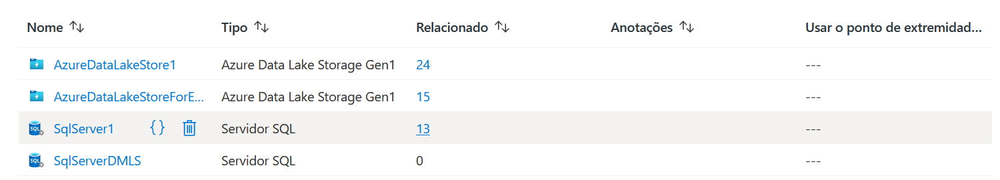 Nome Tipo Relacionado Anotações Usar o ponto de extremidad...
AzureDataLakeStore1 Azure Data Lake Storage Gen1 24 ---
AzureDataLakeStoreForE... Azure Data Lake Storage Gen1 15 ---
SqlServer1 {} Servidor SQL 13 ---
SqlServerDMLS Servidor SQL 0 ---